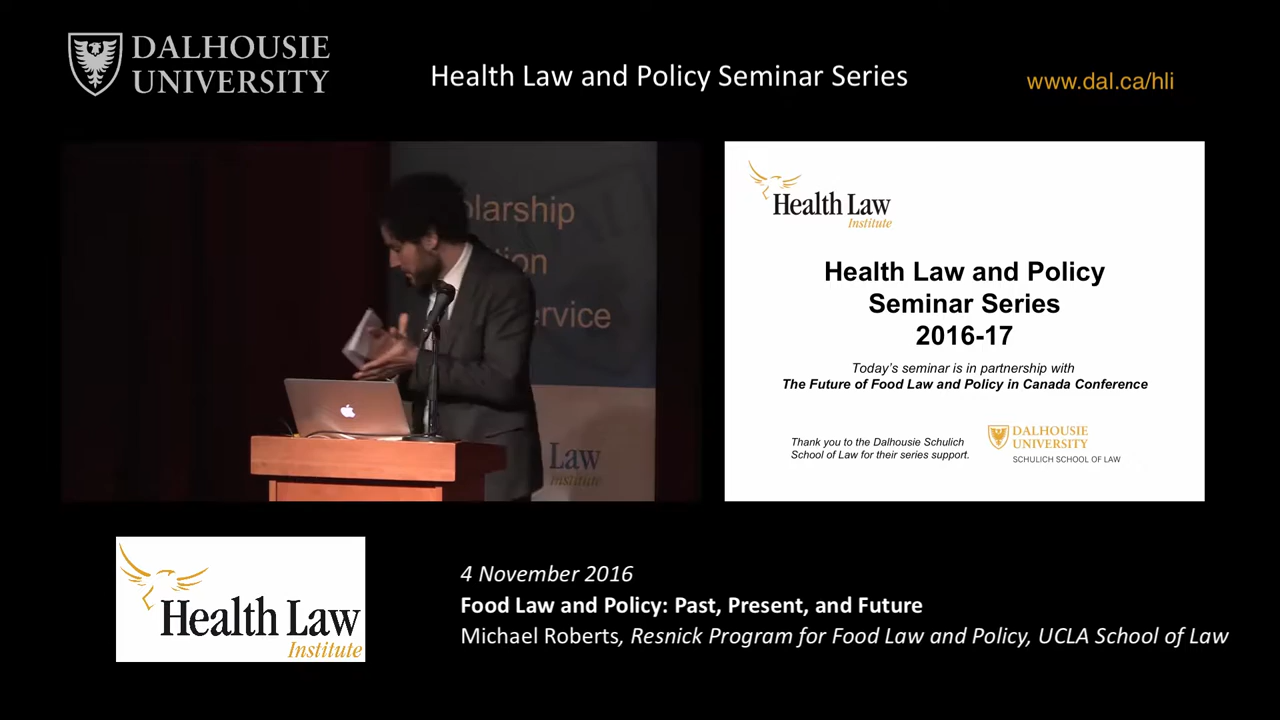 DALHOUSIE
UNIVERSITY
Health Law and Policy Seminar Series
www.dal.ca/hli
Law
Health Law
Institute
Health Law and Policy
Seminar Series
2016-17
Today's seminar is in partnership with
The Future of Food Law and Policy in Canada Conference
Thank you to the Dalhousie Schulich
School of Law for their series support.
DALHOUSIE
UNIVERSITY
SCHULICH SCHOOL OF LAW
Health Law
Institute
4 November 2016
Food Law and Policy: Past, Present, and Future
Michael Roberts, Resnick Program for Food Law and Policy, UCLA School of Law